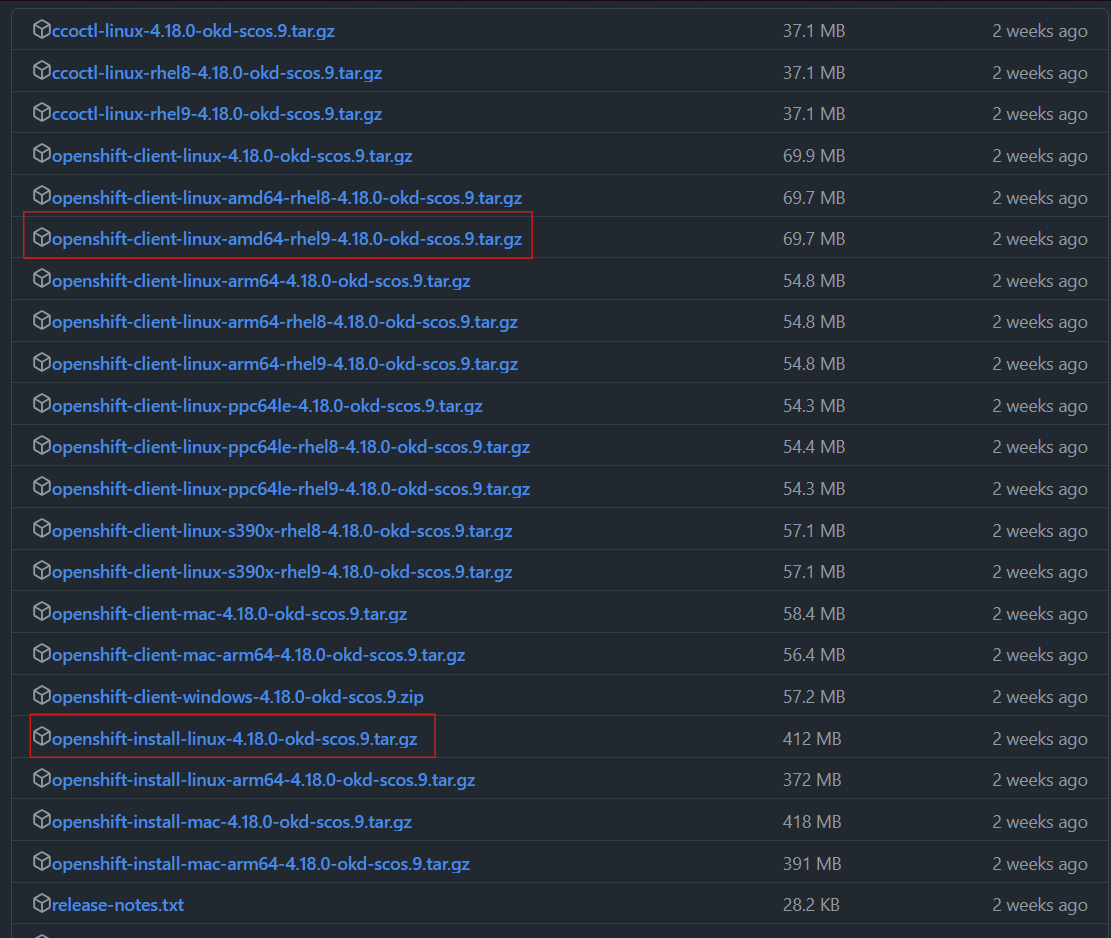 ccoctl-linux-4.18.0-okd-scos.9.tar.gz 37.1 MB 2 weeks ago
ccoctl-linux-rhel8-4.18.0-okd-scos.9.tar.gz 37.1 MB 2 weeks ago
ccoctl-linux-rhel9-4.18.0-okd-scos.9.tar.gz 37.1 MB 2 weeks ago
openshift-client-linux-4.18.0-okd-scos.9.tar.gz 69.9 MB 2 weeks ago
openshift-client-linux-amd64-rhel8-4.18.0-okd-scos.9.tar.gz 69.7 MB 2 weeks ago
openshift-client-linux-amd64-rhel9-4.18.0-okd-scos.9.tar.gz 69.7 MB 2 weeks ago
openshift-client-linux-arm64-4.18.0-okd-scos.9.tar.gz 54.8 MB 2 weeks ago
openshift-client-linux-arm64-rhel8-4.18.0-okd-scos.9.tar.gz 54.8 MB 2 weeks ago
openshift-client-linux-arm64-rhel9-4.18.0-okd-scos.9.tar.gz 54.8 MB 2 weeks ago
openshift-client-linux-ppc64le-4.18.0-okd-scos.9.tar.gz 54.3 MB 2 weeks ago
openshift-client-linux-ppc64le-rhel8-4.18.0-okd-scos.9.tar.gz 54.4 MB 2 weeks ago
openshift-client-linux-ppc64le-rhel9-4.18.0-okd-scos.9.tar.gz 54.3 MB 2 weeks ago
openshift-client-linux-s390x-rhel8-4.18.0-okd-scos.9.tar.gz 57.1 MB 2 weeks ago
openshift-client-linux-s390x-rhel9-4.18.0-okd-scos.9.tar.gz 57.1 MB 2 weeks ago
openshift-client-mac-4.18.0-okd-scos.9.tar.gz 58.4 MB 2 weeks ago
openshift-client-mac-arm64-4.18.0-okd-scos.9.tar.gz 56.4 MB 2 weeks ago
openshift-client-windows-4.18.0-okd-scos.9.zip 57.2 MB 2 weeks ago
openshift-install-linux-4.18.0-okd-scos.9.tar.gz 412 MB 2 weeks ago
openshift-install-linux-arm64-4.18.0-okd-scos.9.tar.gz 372 MB 2 weeks ago
openshift-install-mac-4.18.0-okd-scos.9.tar.gz 418 MB 2 weeks ago
openshift-install-mac-arm64-4.18.0-okd-scos.9.tar.gz 391 MB 2 weeks ago
release-notes.txt 28.2 KB 2 weeks ago